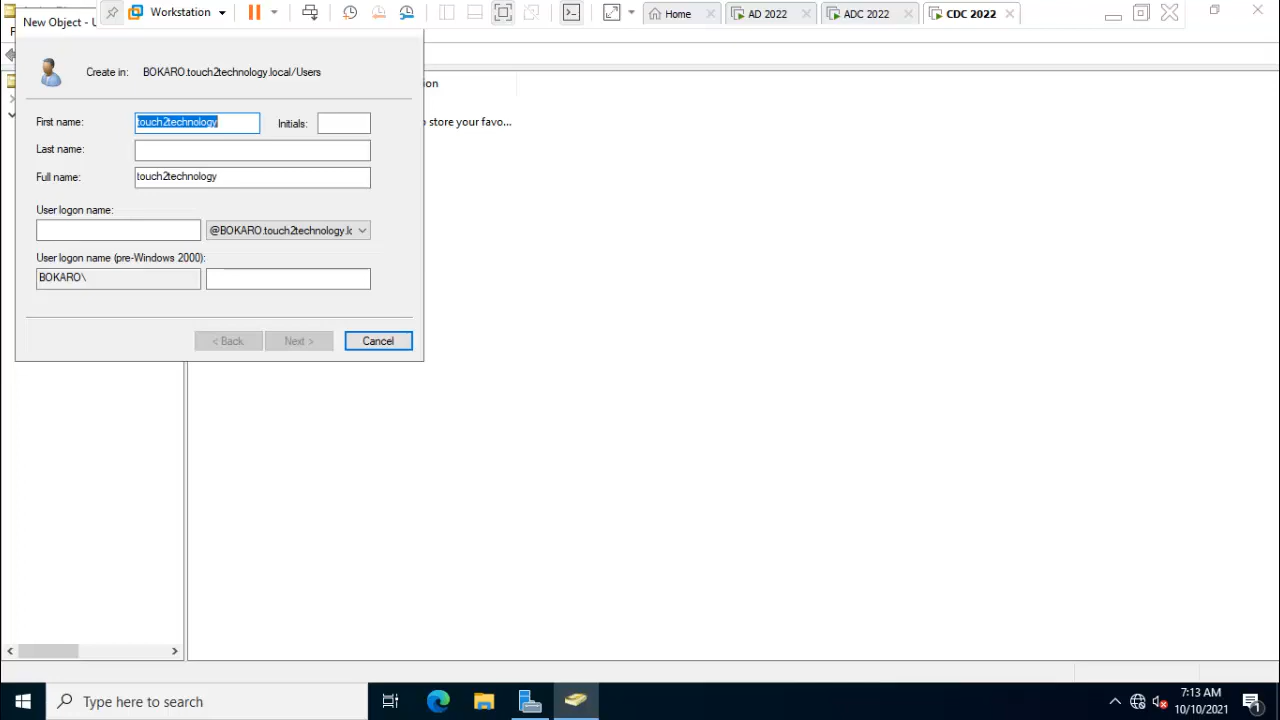 New Object - U
Workstation
Home
AD 2022
ADC 2022
CDC 2022
Create in: BOKARO.touch2technology.local/Users
First name: touch2technology
Initials:
Last name:
Full name: touch2technology
User logon name:
@BOKARO.touch2technology.lc
User logon name (pre-Windows 2000):
BOKARO\
< Back
Next >
Cancel
ion
store your favo...
Type here to search
7:13 AM
10/10/2021
1